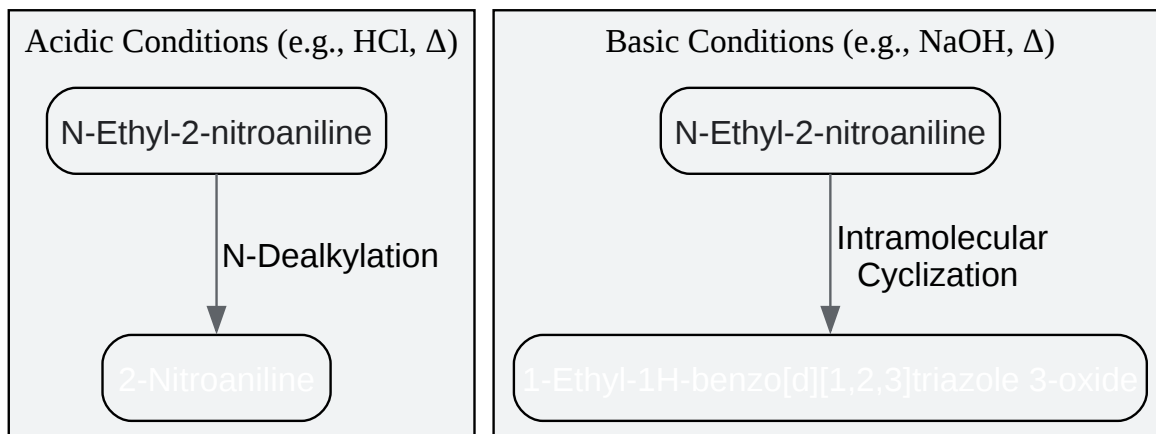 Acidic Conditions (e.g., HCl, Δ)
N-Ethyl-2-nitroaniline
N-Dealkylation
2-Nitroaniline
Basic Conditions (e.g., NaOH, Δ)
N-Ethyl-2-nitroaniline
Intramolecular
Cyclization
1-Ethyl-1H-benzo[d][1,2,3]triazole 3-oxide